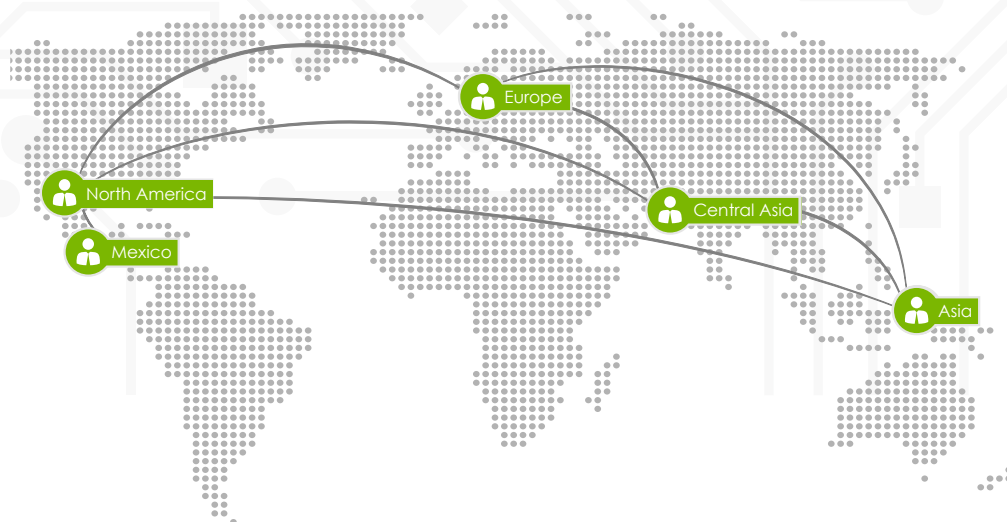 Europe
North America
Central Asia
Mexico
Asia